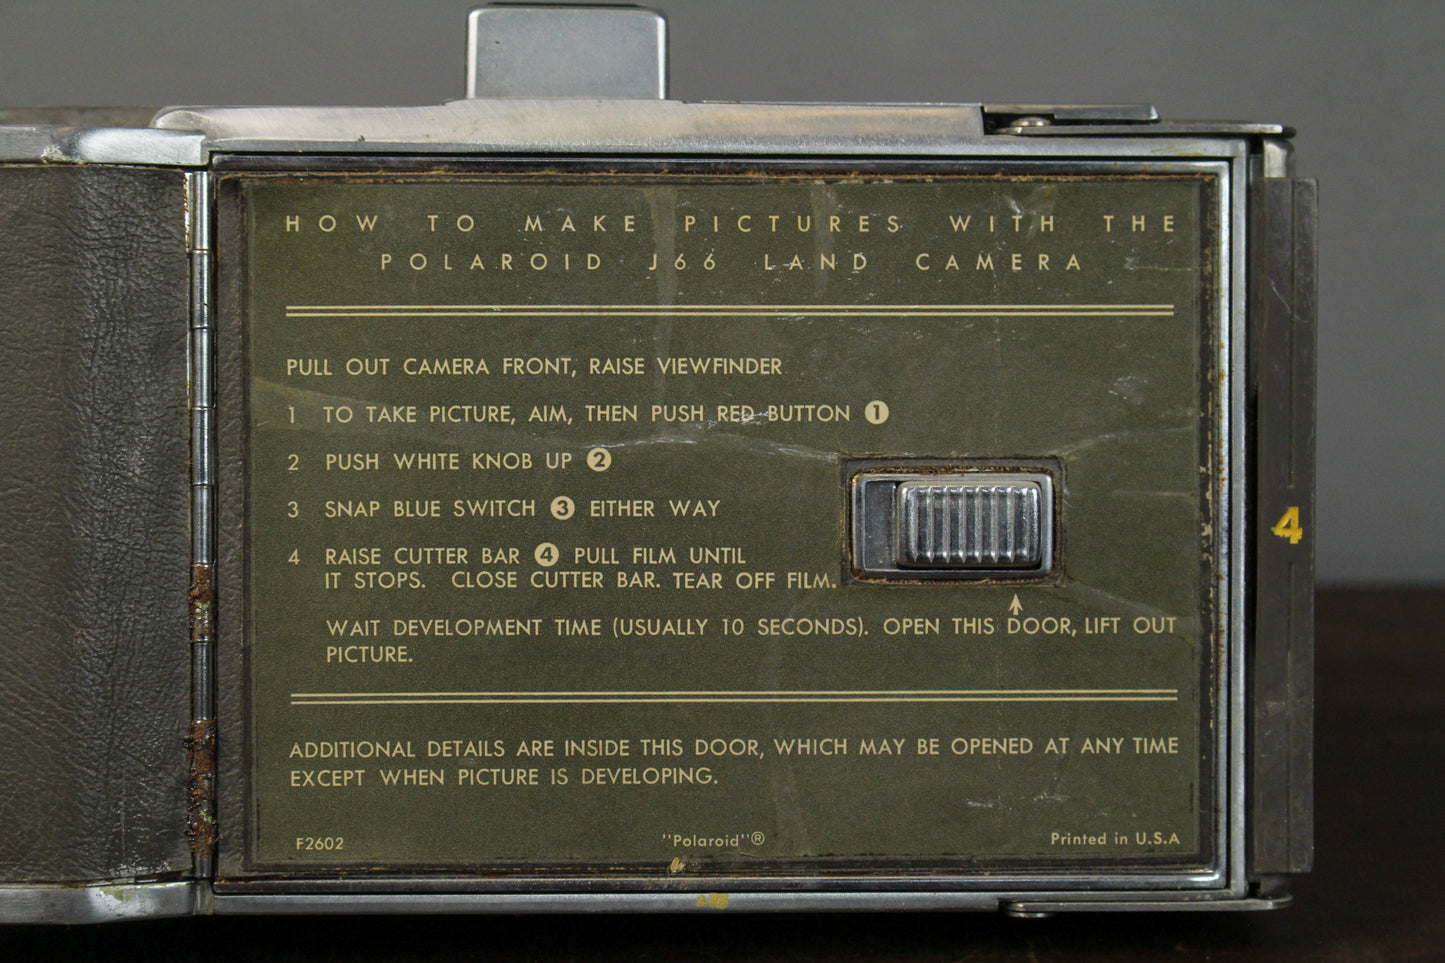 HOW TO MAKE PICTURES WITH THE
POLAROID J66 LAND CAMERA
PULL OUT CAMERA FRONT, RAISE VIEWFINDER
1 TO TAKE PICTURE, AIM, THEN PUSH RED BUTTON 1
2 PUSH WHITE KNOB UP 2
3 SNAP BLUE SWITCH 3 EITHER WAY
4 RAISE CUTTER BAR 4 PULL FILM UNTIL
IT STOPS. CLOSE CUTTER BAR. TEAR OFF FILM.
WAIT DEVELOPMENT TIME (USUALLY 10 SECONDS). OPEN THIS DOOR, LIFT OUT
PICTURE.
ADDITIONAL DETAILS ARE INSIDE THIS DOOR, WHICH MAY BE OPENED AT ANY TIME
EXCEPT WHEN PICTURE IS DEVELOPING.
F2602 "Polaroid"® Printed in U.S.A
4